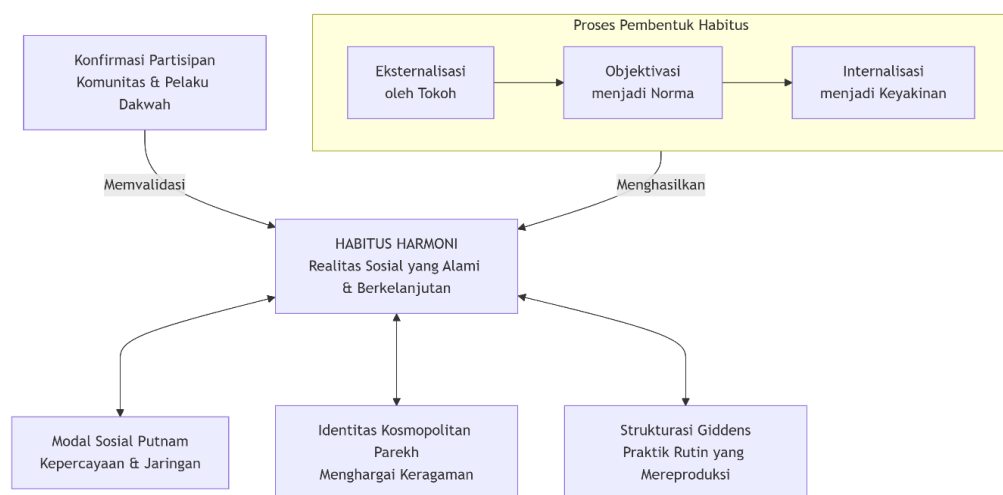 Proses Pembentuk Habitus
Konfirmasi Partisipan
Komunitas & Pelaku
Dakwah
Eksternalisasi
oleh Tokoh
Objektivasi
menjadi Norma
Internalisasi
menjadi Keyakinan
Memvalidasi
Menghasilkan
HABITUS HARMONI
Realitas Sosial yang Alami
& Berkelanjutan
Modal Sosial Putnam
Kepercayaan & Jaringan
Identitas Kosmopolitan
Parekh
Menghargai Keragaman
Strukturasi Giddens
Praktik Rutin yang
Mereproduksi